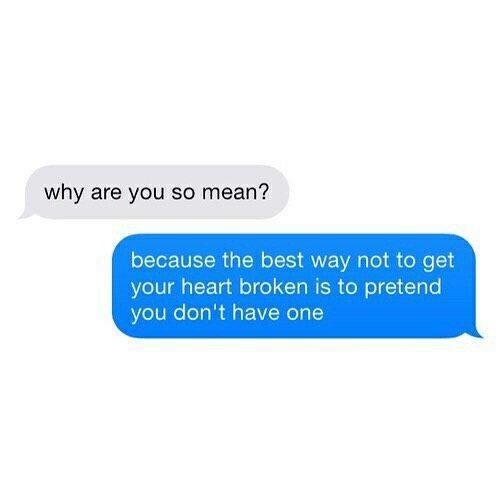 why are you so mean?
because the best way not to get
your heart broken is to pretend
you don't have one